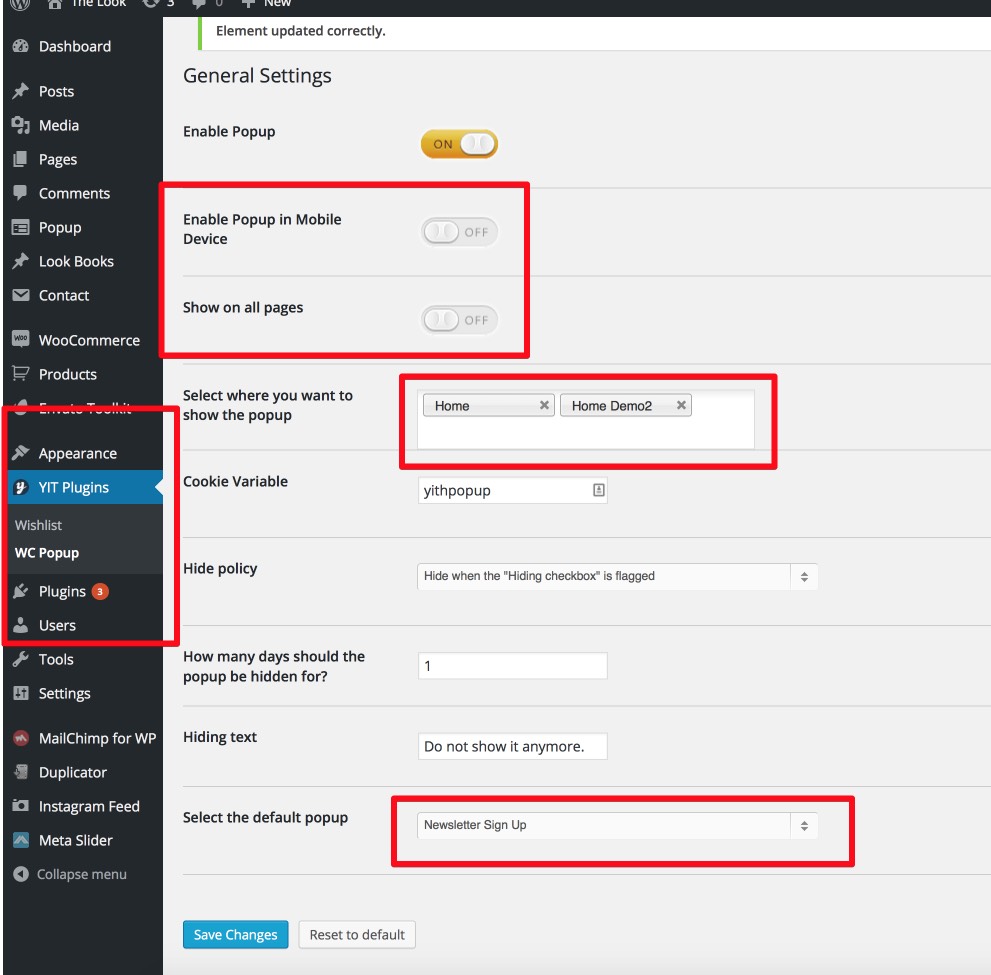 The Look 3 0 New
Dashboard
Posts
Media
Pages
Comments
Popup
Look Books
Contact
WOO WooCommerce
Products
Envato Toolkit
Appearance
YIT Plugins
Wishlist
WC Popup
Plugins 3
Users
Tools
Settings
MailChimp for WP
Duplicator
Instagram Feed
Meta Slider
Collapse menu
Element updated correctly.
General Settings
Enable Popup
ON
Enable Popup in Mobile
Device
OFF
Show on all pages
OFF
Select where you want to
show the popup
Home × Home Demo2 ×
Cookie Variable
yithpopup
Hide policy
Hide when the "Hiding checkbox" is flagged
How many days should the
popup be hidden for?
1
Hiding text
Do not show it anymore.
Select the default popup
Newsletter Sign Up
Save Changes Reset to default